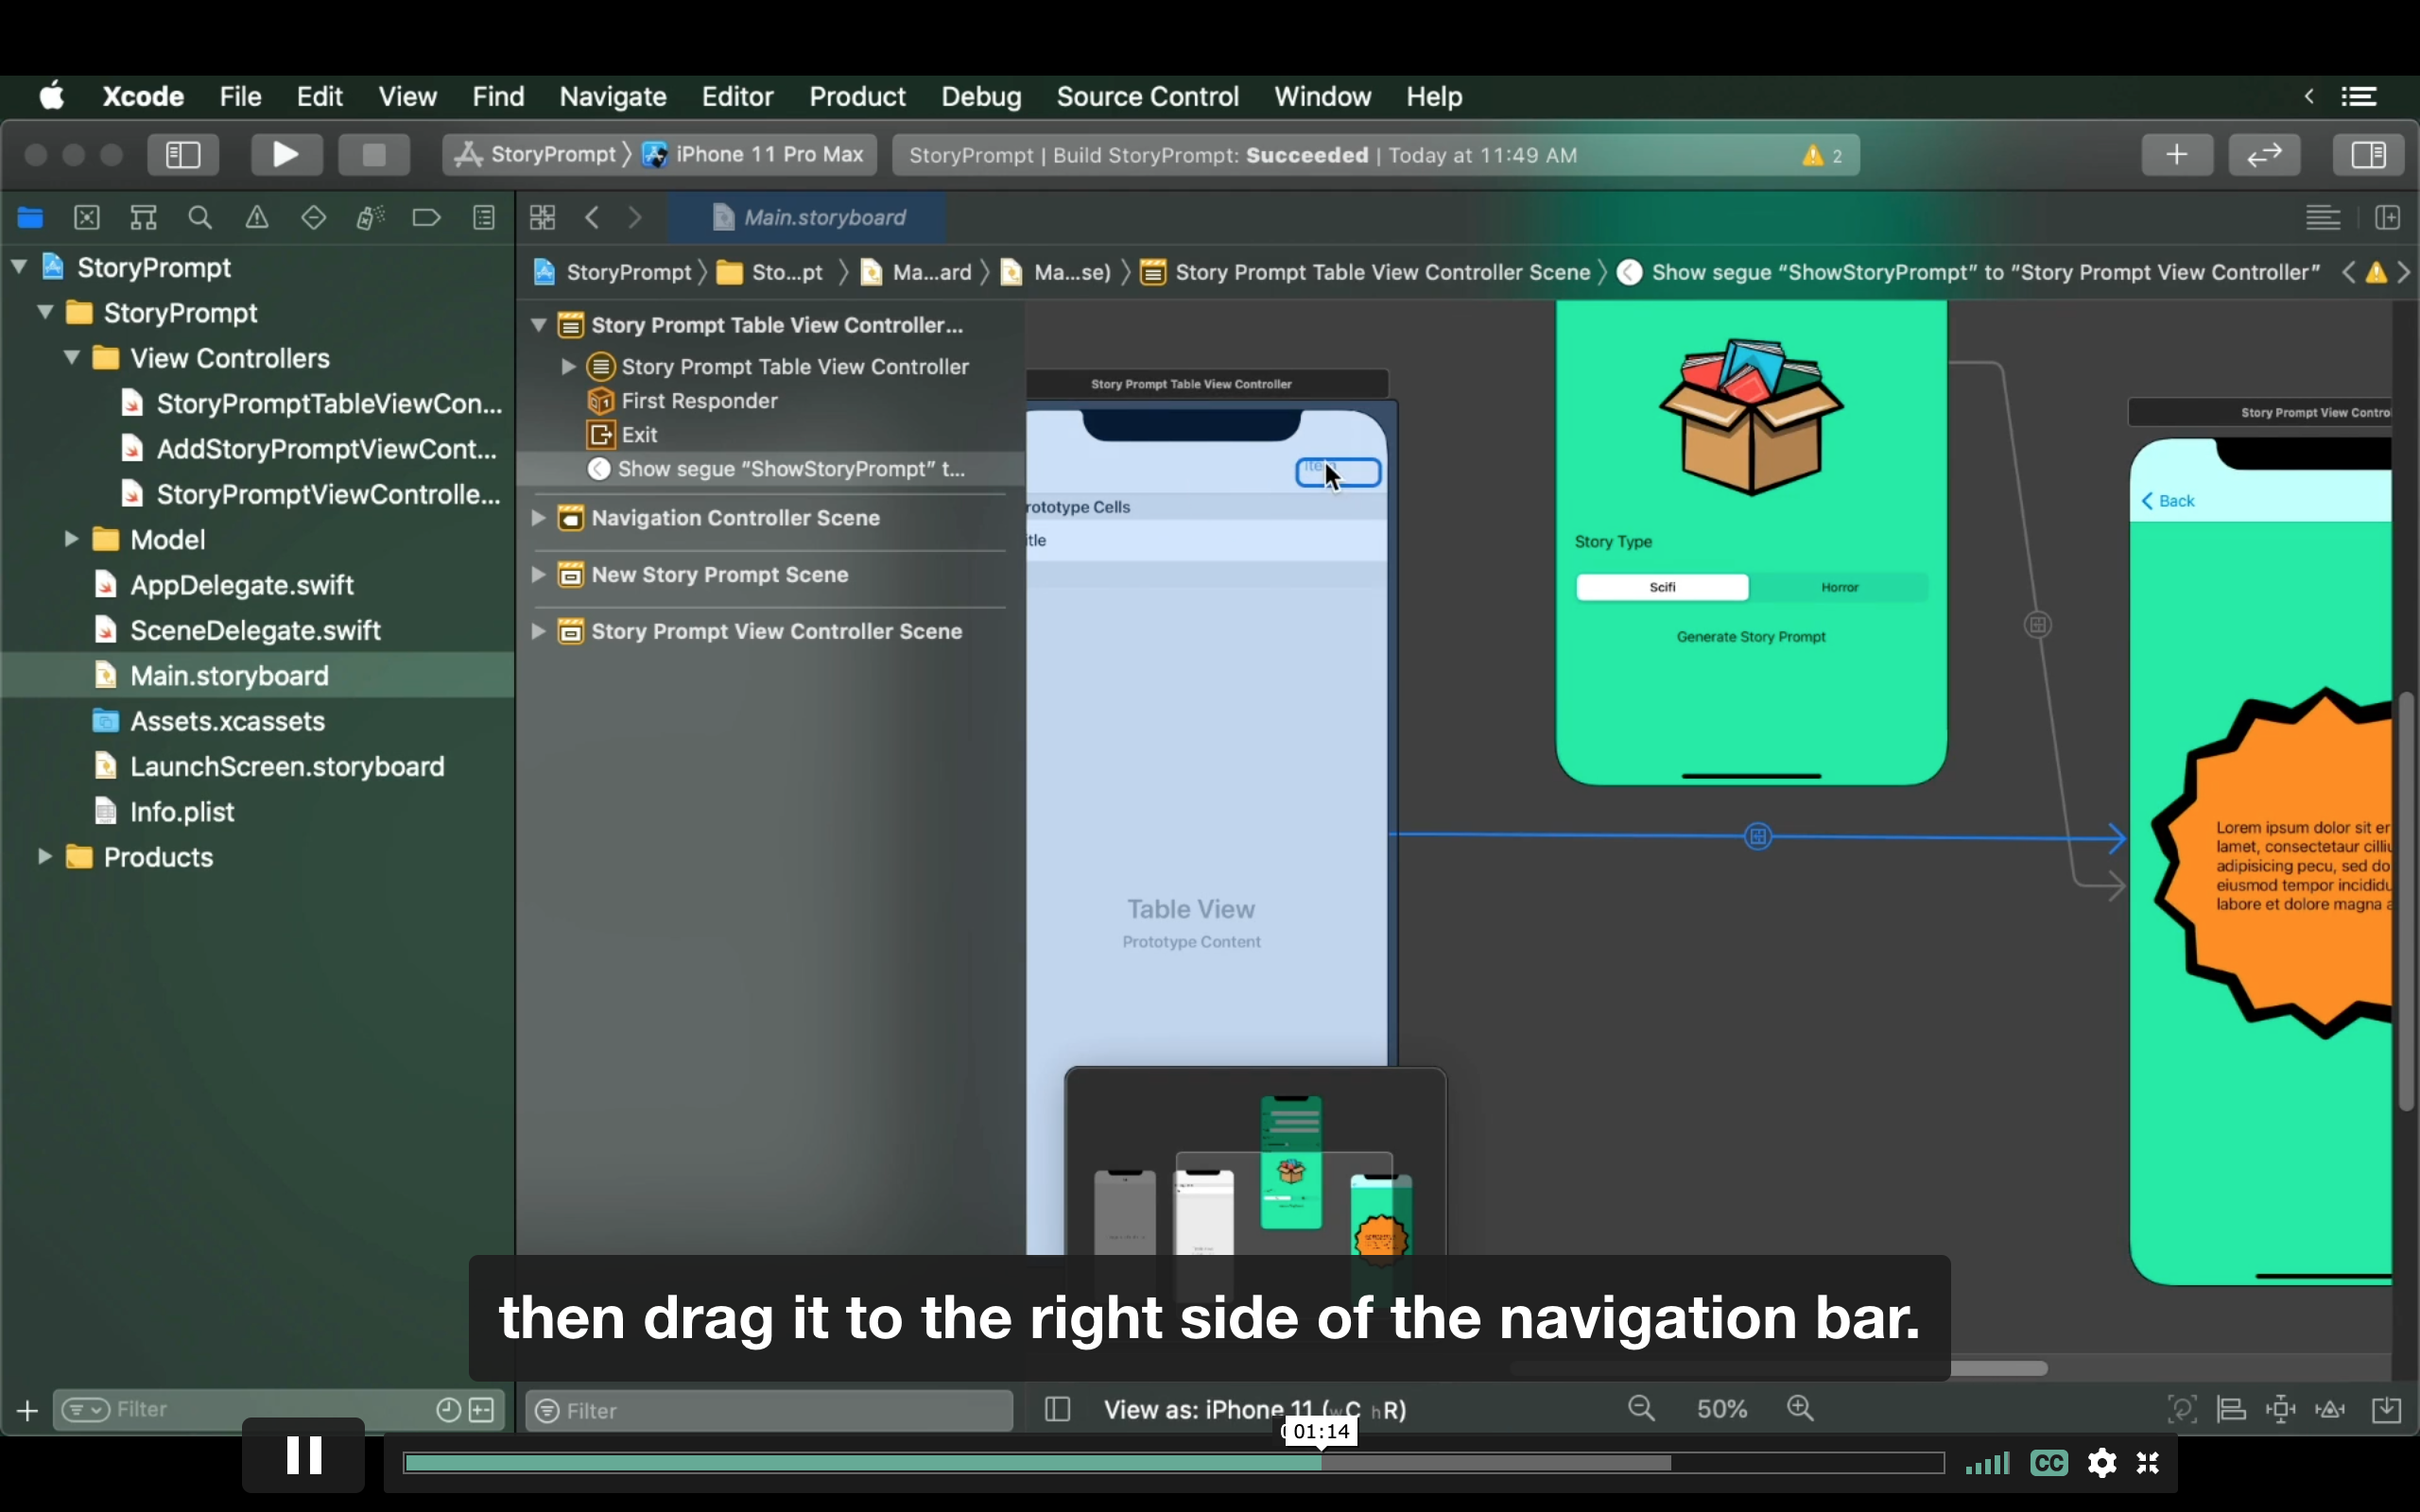 Xcode File Edit View Find Navigate Editor Product Debug Source Control Window Help
StoryPrompt iPhone 11 Pro Max
StoryPrompt | Build StoryPrompt: Succeeded | Today at 11:49 AM
2
Main.storyboard
StoryPrompt Sto...pt Ma...ard Ma...se) Story Prompt Table View Controller Scene Show segue “ShowStoryPrompt” to “Story Prompt View Controller”
StoryPrompt
StoryPrompt
View Controllers
StoryPromptTableViewCon...
AddStoryPromptViewCont...
StoryPromptViewControlle...
Model
AppDelegate.swift
SceneDelegate.swift
Main.storyboard
Assets.xcassets
LaunchScreen.storyboard
Info.plist
Products
Story Prompt Table View Controller...
Story Prompt Table View Controller
First Responder
Exit
Show segue “ShowStoryPrompt” t...
Navigation Controller Scene
New Story Prompt Scene
Story Prompt View Controller Scene
Story Prompt Table View Controller
rototype Cells
itle
Table View
Prototype Content
Story Type
Scifi Horror
Generate Story Prompt
Story Prompt View Contro
Back
Lorem ipsum dolor sit er
lamet, consectetaur cilliu
adipisicing pecu, sed do
eiusmod tempor incididu
labore et dolore magna a
then drag it to the right side of the navigation bar.
Filter
Filter
View as: iPhone 11 (wC hR)
50%
01:14
CC